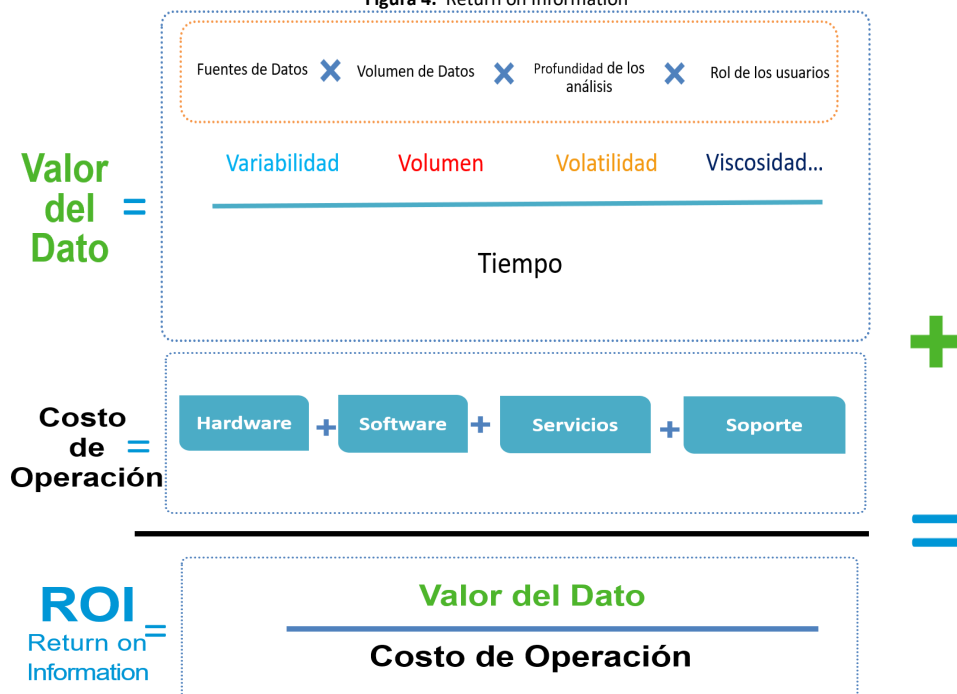 Figura 4. Return on Information
Fuentes de Datos X Volumen de Datos X Profundidad de los análisis X Rol de los usuarios
Variabilidad Volumen Volatilidad Viscosidad...
Valor
del =
Dato
Tiempo
+
Costo
de =
Operación
Hardware + Software + Servicios + Soporte
=
ROI
Return on =
Information
Valor del Dato
Costo de Operación